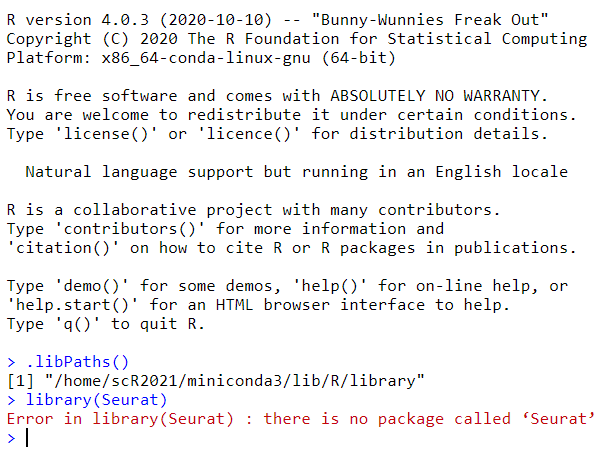 R version 4.0.3 (2020-10-10) -- "Bunny-Wunnies Freak Out"
Copyright (C) 2020 The R Foundation for Statistical Computing
Platform: x86_64-conda-linux-gnu (64-bit)
R is free software and comes with ABSOLUTELY NO WARRANTY.
You are welcome to redistribute it under certain conditions.
Type 'license()' or 'licence()' for distribution details.
Natural language support but running in an English locale
R is a collaborative project with many contributors.
Type 'contributors()' for more information and
'citation()' on how to cite R or R packages in publications.
Type 'demo()' for some demos, 'help()' for on-line help, or
'help.start()' for an HTML browser interface to help.
Type 'q()' to quit R.
> .libPaths()
[1] "/home/scR2021/miniconda3/lib/R/library"
> library(Seurat)
Error in library(Seurat) : there is no package called ‘Seurat’
>